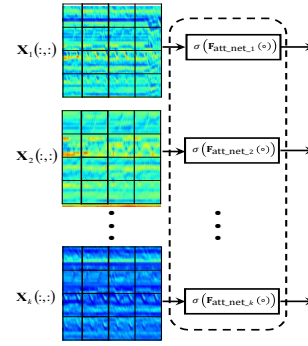 X₁(:,:) σ(F_att_net_1(∘))
X₂(:,:) σ(F_att_net_2(∘))
X_k(:,:) σ(F_att_net_k(∘))